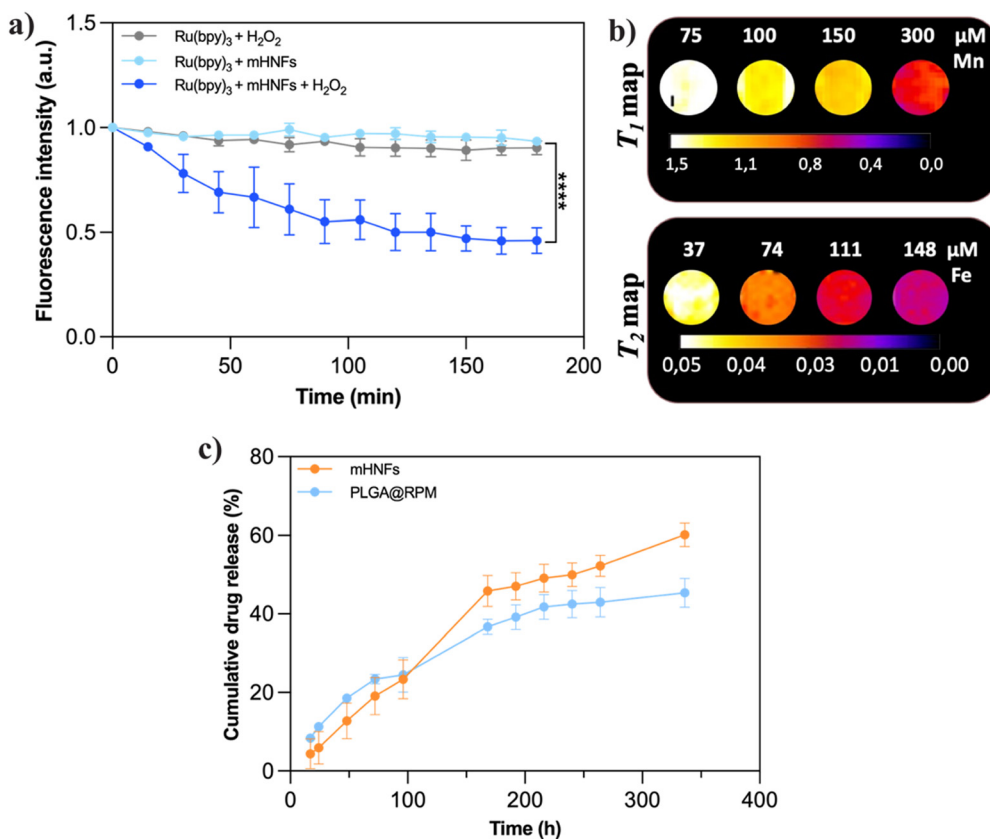 a)
Fluorescence intensity (a.u.)
1.5
1.0
0.5
0.0
Ru(bpy)₃ + H₂O₂
Ru(bpy)₃ + mHNFs
Ru(bpy)₃ + mHNFs + H₂O₂
****
0 50 100 150 200
Time (min)
b)
T₁ map
75 100 150 300 μM
Mn
1,5 1,1 0,8 0,4 0,0
T₂ map
37 74 111 148 μM
Fe
0,05 0,04 0,03 0,01 0,00
c)
Cumulative drug release (%)
80
60
40
20
0
mHNFs
PLGA@RPM
0 100 200 300 400
Time (h)